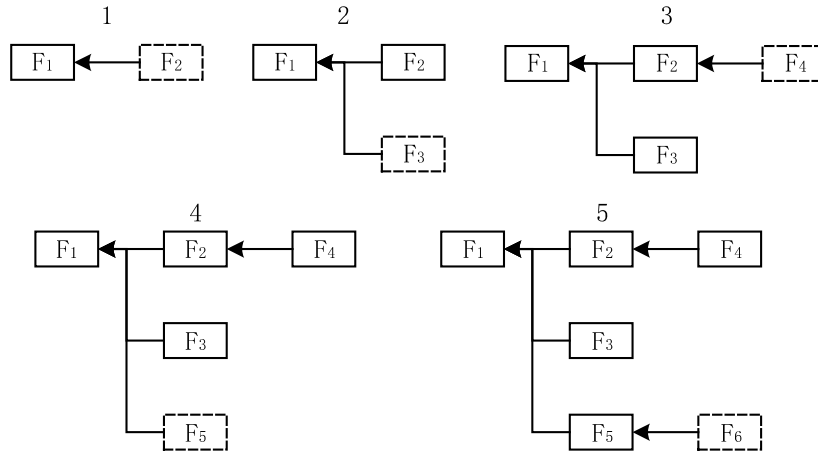 1 2 3
F₁ F₂ F₁ F₂ F₁ F₂ F₄
F₃ F₃
4 5
F₁ F₂ F₄ F₁ F₂ F₄
F₃ F₃
F₅ F₅ F₆